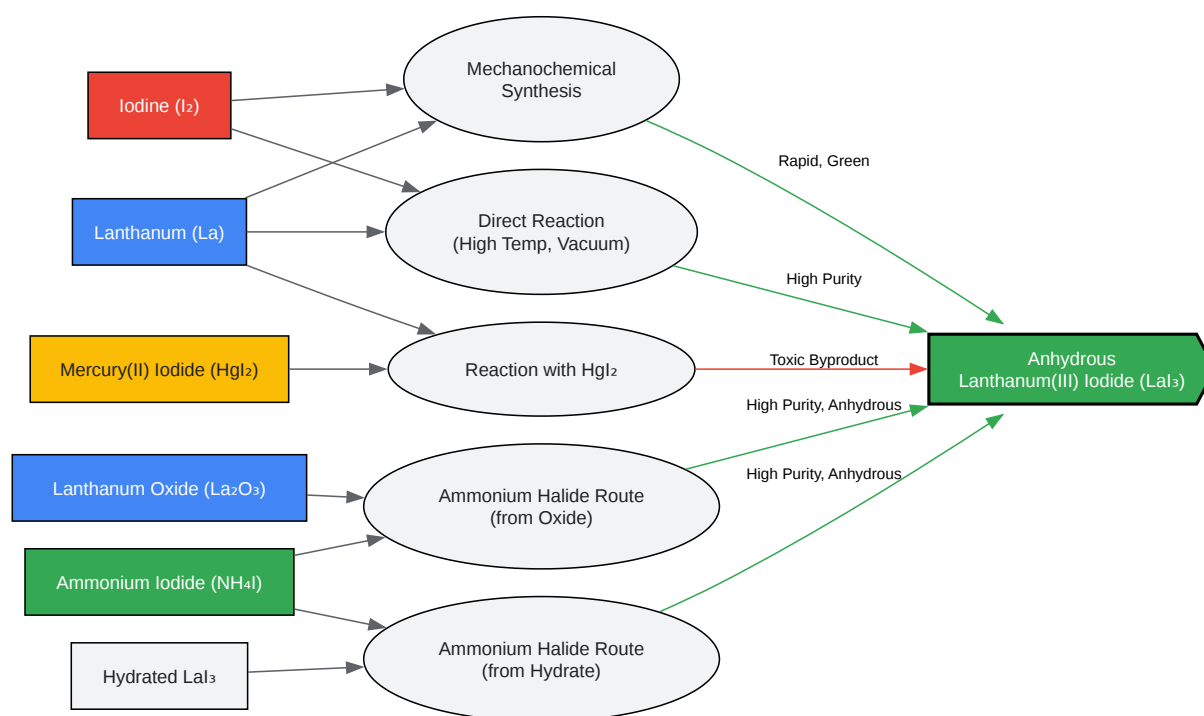 Iodine (I₂)
Lanthanum (La)
Mercury(II) Iodide (HgI₂)
Lanthanum Oxide (La₂O₃)
Ammonium Iodide (NH₄I)
Hydrated LaI₃
Mechanochemical
Synthesis
Direct Reaction
(High Temp, Vacuum)
Reaction with HgI₂
Ammonium Halide Route
(from Oxide)
Ammonium Halide Route
(from Hydrate)
Rapid, Green
High Purity
Toxic Byproduct
High Purity, Anhydrous
High Purity, Anhydrous
Anhydrous
Lanthanum(III) Iodide (LaI₃)